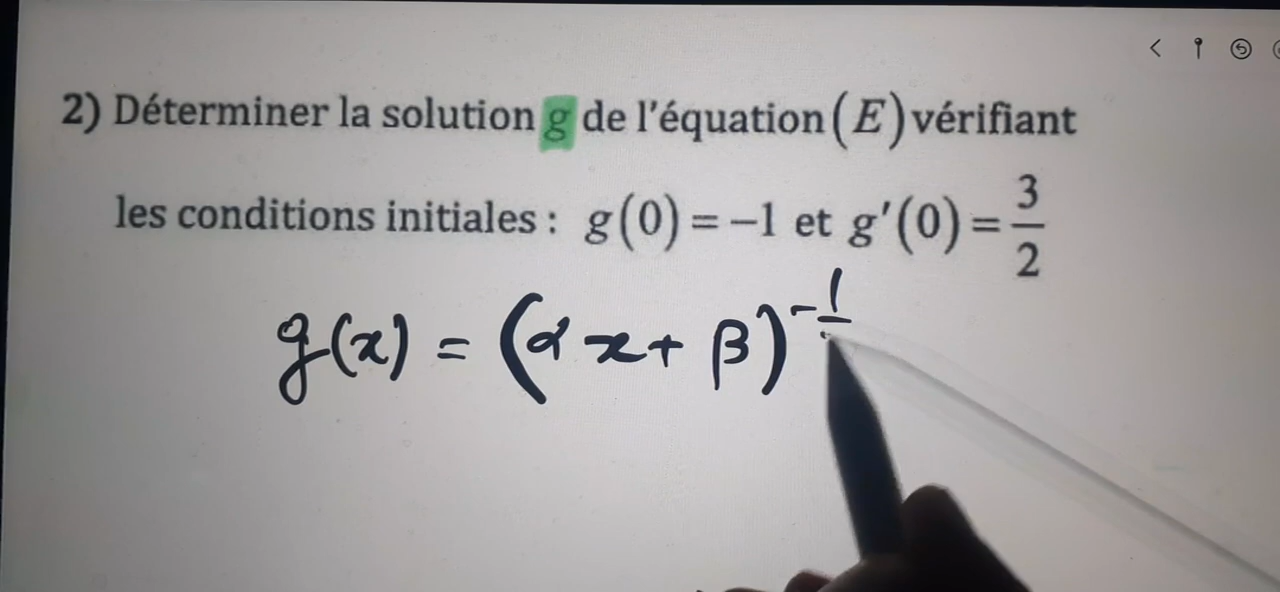 2) Déterminer la solution g de l'équation (E) vérifiant
les conditions initiales : g(0) = −1 et g′(0) = 3/2
g(x) = (αx + β)^-1/